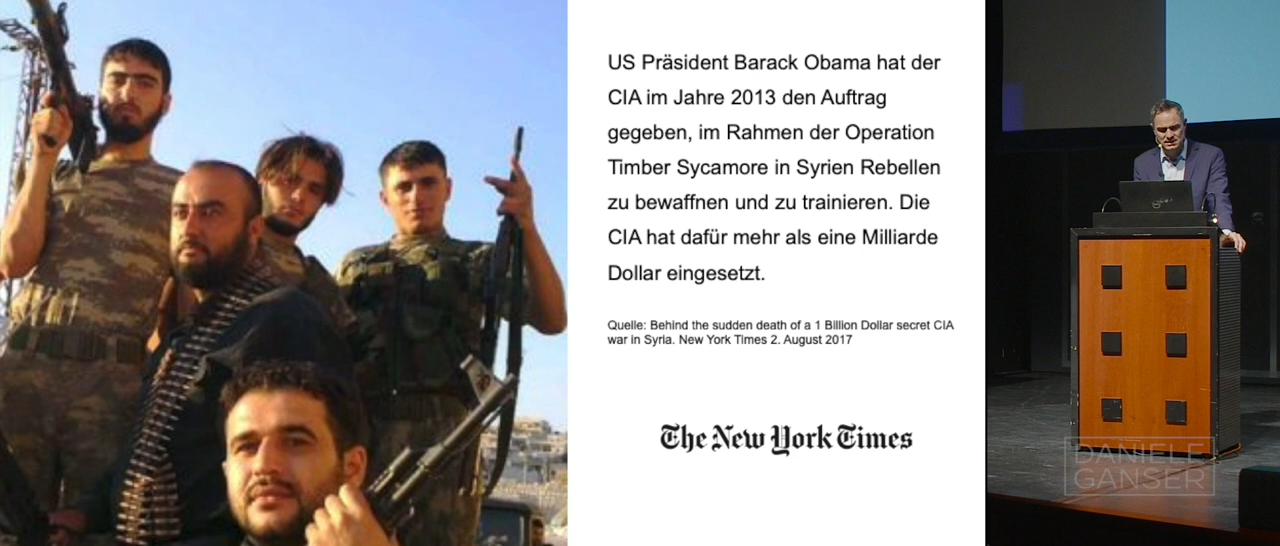 US Präsident Barack Obama hat der
CIA im Jahre 2013 den Auftrag
gegeben, im Rahmen der Operation
Timber Sycamore in Syrien Rebellen
zu bewaffnen und zu trainieren. Die
CIA hat dafür mehr als eine Milliarde
Dollar eingesetzt.
Quelle: Behind the sudden death of a 1 Billion Dollar secret CIA
war in Syria. New York Times 2. August 2017
The New York Times
DANIELE
GANSER